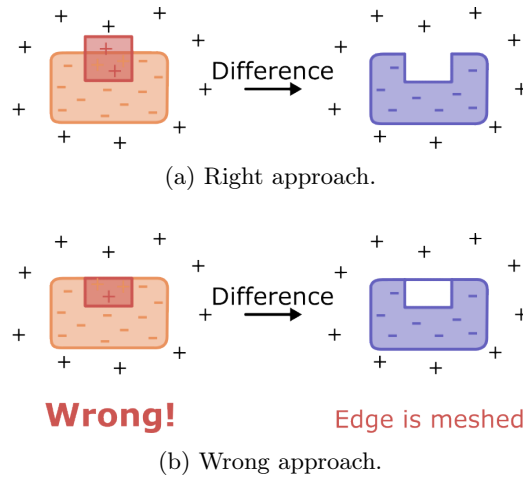 Difference
(a) Right approach.
Difference
Wrong!
Edge is meshed
(b) Wrong approach.